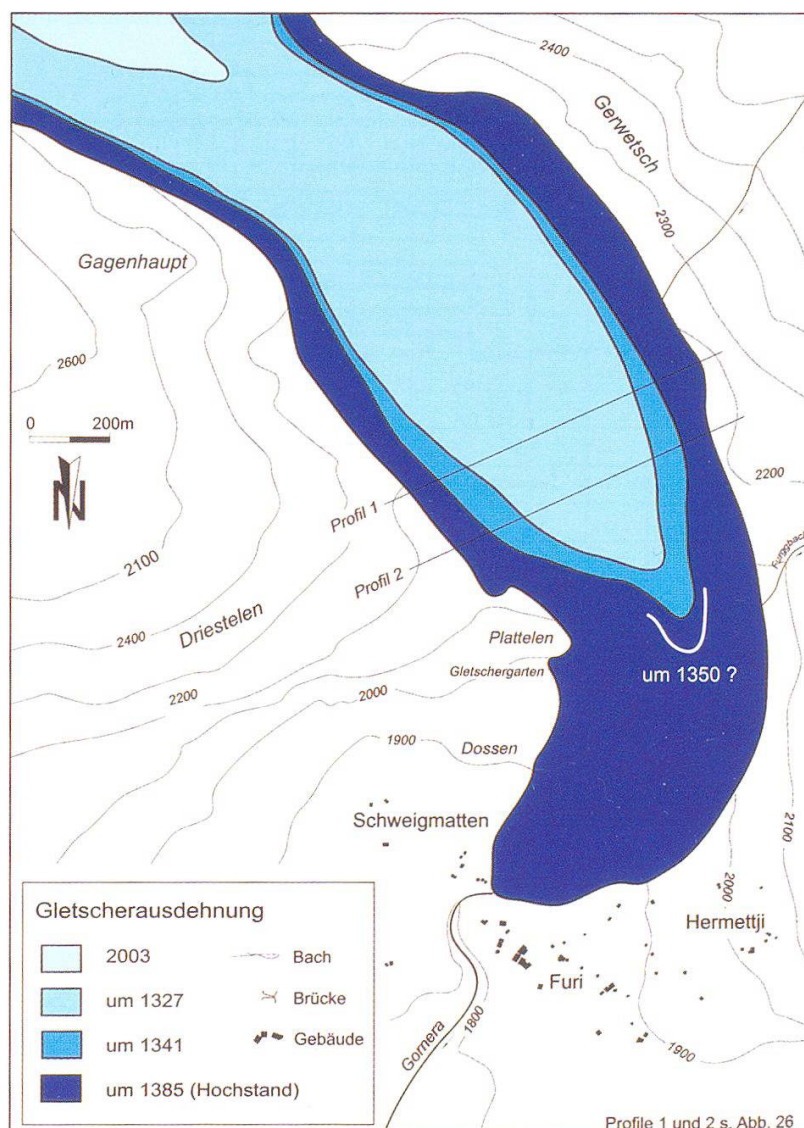 2400
Gerwetsch
2300
Gagenhaupt
2600
0 200m
N
2200
Profil 1
2100
Profil 2
Furggbach
Driestelen
2400
Plattelen
um 1350 ?
Gletschergarten
2200
2000
1900
Dossen
2100
Schweigmatten
2000
Hermettji
Furi
Gornera
1800
1900
Gletscherausdehnung
2003
um 1327
um 1341
um 1385 (Hochstand)
Bach
Brücke
Gebäude
Profile 1 und 2 s. Abb. 26